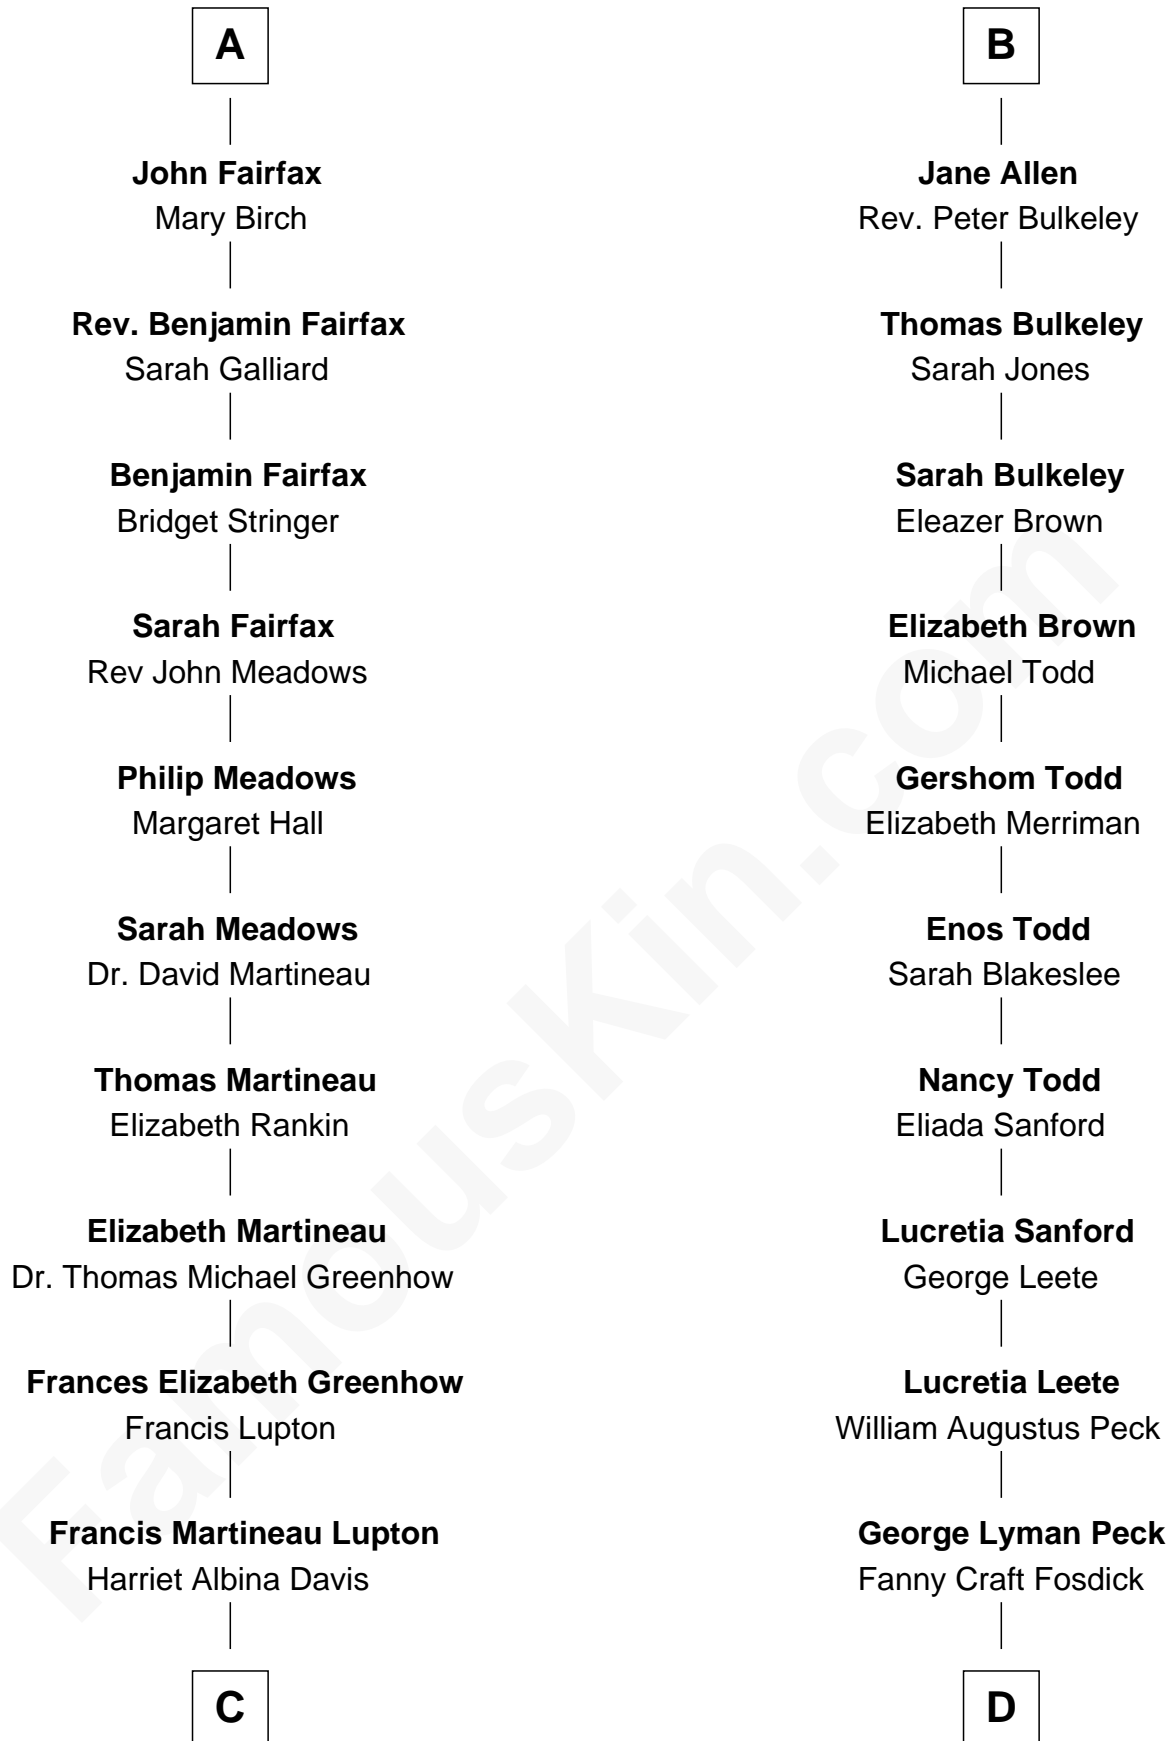 A
John Fairfax
Mary Birch
Rev. Benjamin Fairfax
Sarah Galliard
Benjamin Fairfax
Bridget Stringer
Sarah Fairfax
Rev John Meadows
Philip Meadows
Margaret Hall
Sarah Meadows
Dr. David Martineau
Thomas Martineau
Elizabeth Rankin
Elizabeth Martineau
Dr. Thomas Michael Greenhow
Frances Elizabeth Greenhow
Francis Lupton
Francis Martineau Lupton
Harriet Albina Davis
C
B
Jane Allen
Rev. Peter Bulkeley
Thomas Bulkeley
Sarah Jones
Sarah Bulkeley
Eleazer Brown
Elizabeth Brown
Michael Todd
Gershom Todd
Elizabeth Merriman
Enos Todd
Sarah Blakeslee
Nancy Todd
Eliada Sanford
Lucretia Sanford
George Leete
Lucretia Leete
William Augustus Peck
George Lyman Peck
Fanny Craft Fosdick
D
FamousKin.com